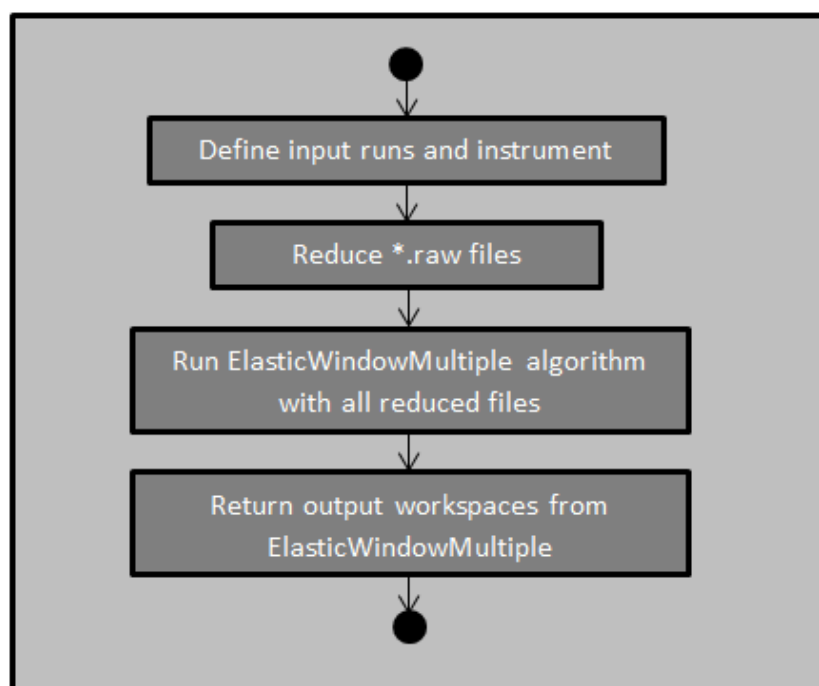 Define input runs and instrument
Reduce *.raw files
Run ElasticWindowMultiple algorithm
with all reduced files
Return output workspaces from
ElasticWindowMultiple